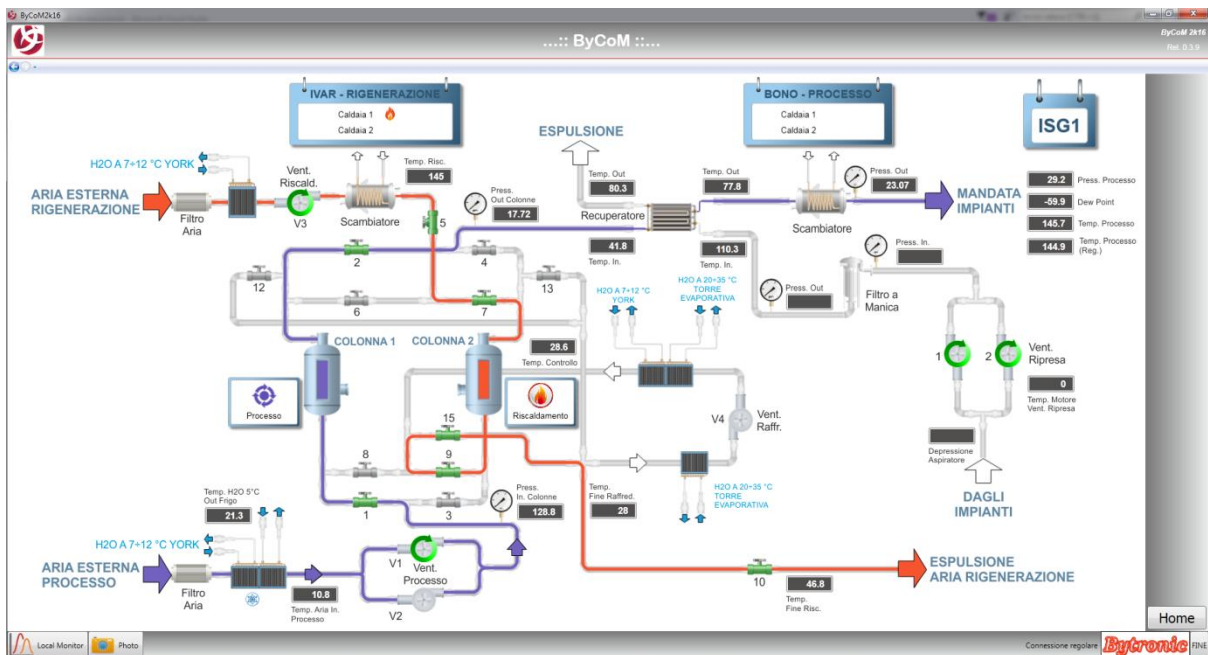 ByCoM2k16
...:: ByCoM ::...
ByCoM 2k16
Rel. 0.3.9
IVAR - RIGENERAZIONE
Caldaia 1
Caldaia 2
BONO - PROCESSO
Caldaia 1
Caldaia 2
ISG1
ESPULSIONE
H2O A 7÷12 °C YORK
ARIA ESTERNA
RIGENERAZIONE
Filtro
Aria
Vent.
Riscald.
V3
Scambiatore
Temp. Risc.
145
5
Press.
Out Colonne
17.72
Temp. Out
80.3
Recuperatore
41.8
Temp. In.
Temp. Out
77.8
110.3
Temp. In.
Scambiatore
Press. Out
23.07
MANDATA
IMPIANTI
29.2 Press. Processo
-59.9 Dew Point
145.7 Temp. Processo
144.9 Temp. Processo
(Reg.)
2
4
12
13
6
7
H2O A 7÷12 °C
YORK
H2O A 20÷35 °C
TORRE
EVAPORATIVA
Press. Out
Press. In.
Filtro a
Manica
COLONNA 1
COLONNA 2
28.6
Temp. Controllo
Processo
Riscaldamento
1
2
Vent.
Ripresa
0
Temp. Motore
Vent. Ripresa
V4
Vent.
Raffr.
15
8
9
1
3
Depressione
Aspiratore
DAGLI
IMPIANTI
Temp. H2O 5°C
Out Frigo
21.3
Press.
In. Colonne
128.8
Temp.
Fine Raffred.
28
H2O A 20÷35 °C
TORRE
EVAPORATIVA
H2O A 7÷12 °C YORK
ARIA ESTERNA
PROCESSO
Filtro
Aria
10.8
Temp. Aria In.
Processo
V1
Vent.
Processo
V2
10
46.8
Temp.
Fine Risc.
ESPULSIONE
ARIA RIGENERAZIONE
Home
Local Monitor
Photo
Connessione regolare
Bytronic
FINE